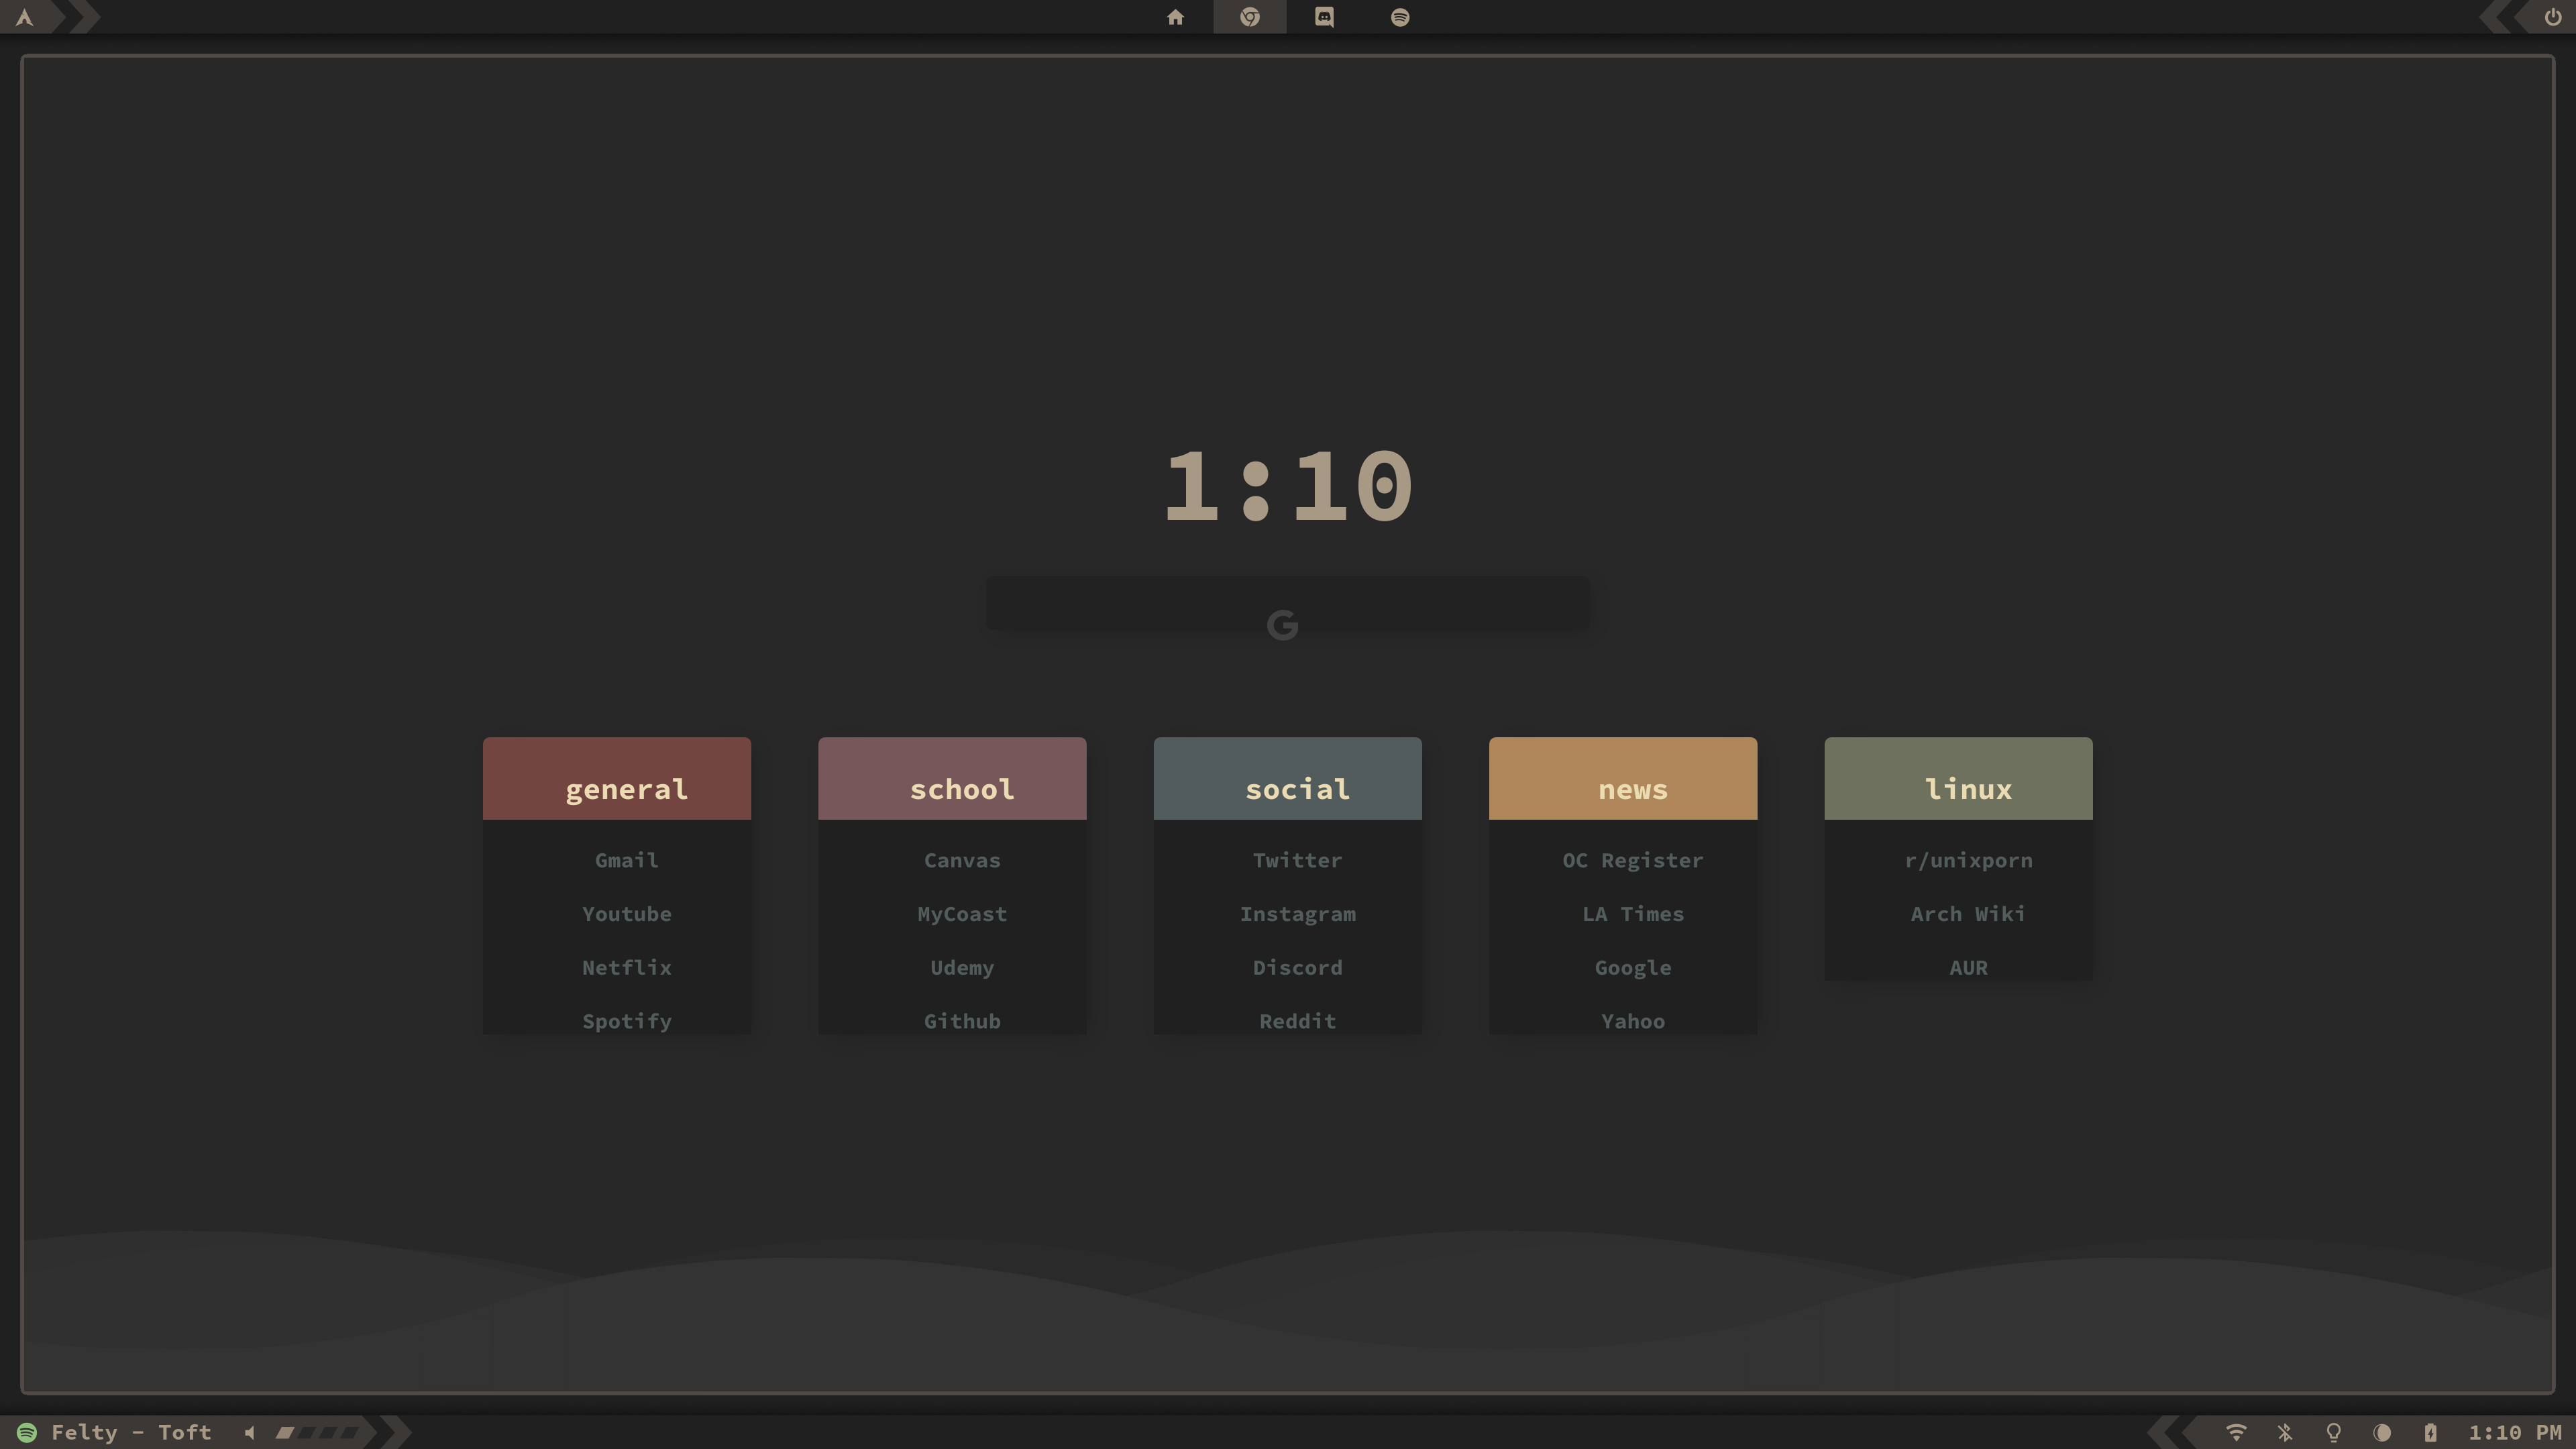 1:10
G
general
Gmail
Youtube
Netflix
Spotify
school
Canvas
MyCoast
Udemy
Github
social
Twitter
Instagram
Discord
Reddit
news
OC Register
LA Times
Google
Yahoo
linux
r/unixporn
Arch Wiki
AUR
Felty - Toft
1:10 PM